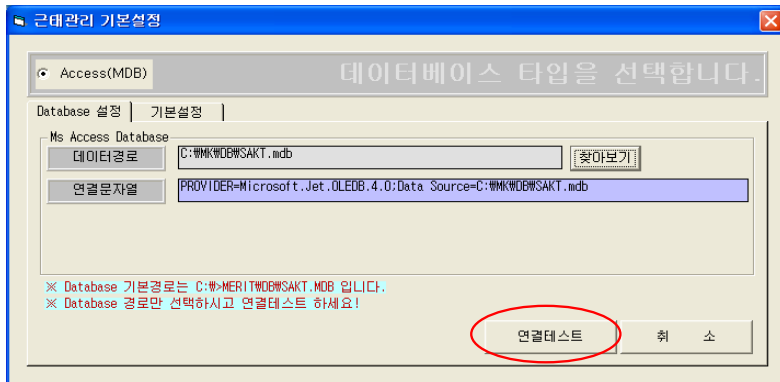 근태관리 기본설정
Access(MDB)
데이터베이스 타입을 선택합니다.
Database 설정
기본설정
Ms Access Database
데이터경로
C:₩MK₩DB₩SAKT.mdb
찾아보기
연결문자열
PROVIDER=Microsoft.Jet.OLEDB.4.0;Data Source=C:₩MK₩DB₩SAKT.mdb
※ Database 기본경로는 C:₩>MERIT₩DB₩SAKT.MDB 입니다.
※ Database 경로만 선택하시고 연결테스트 하세요!
연결테스트
취 소